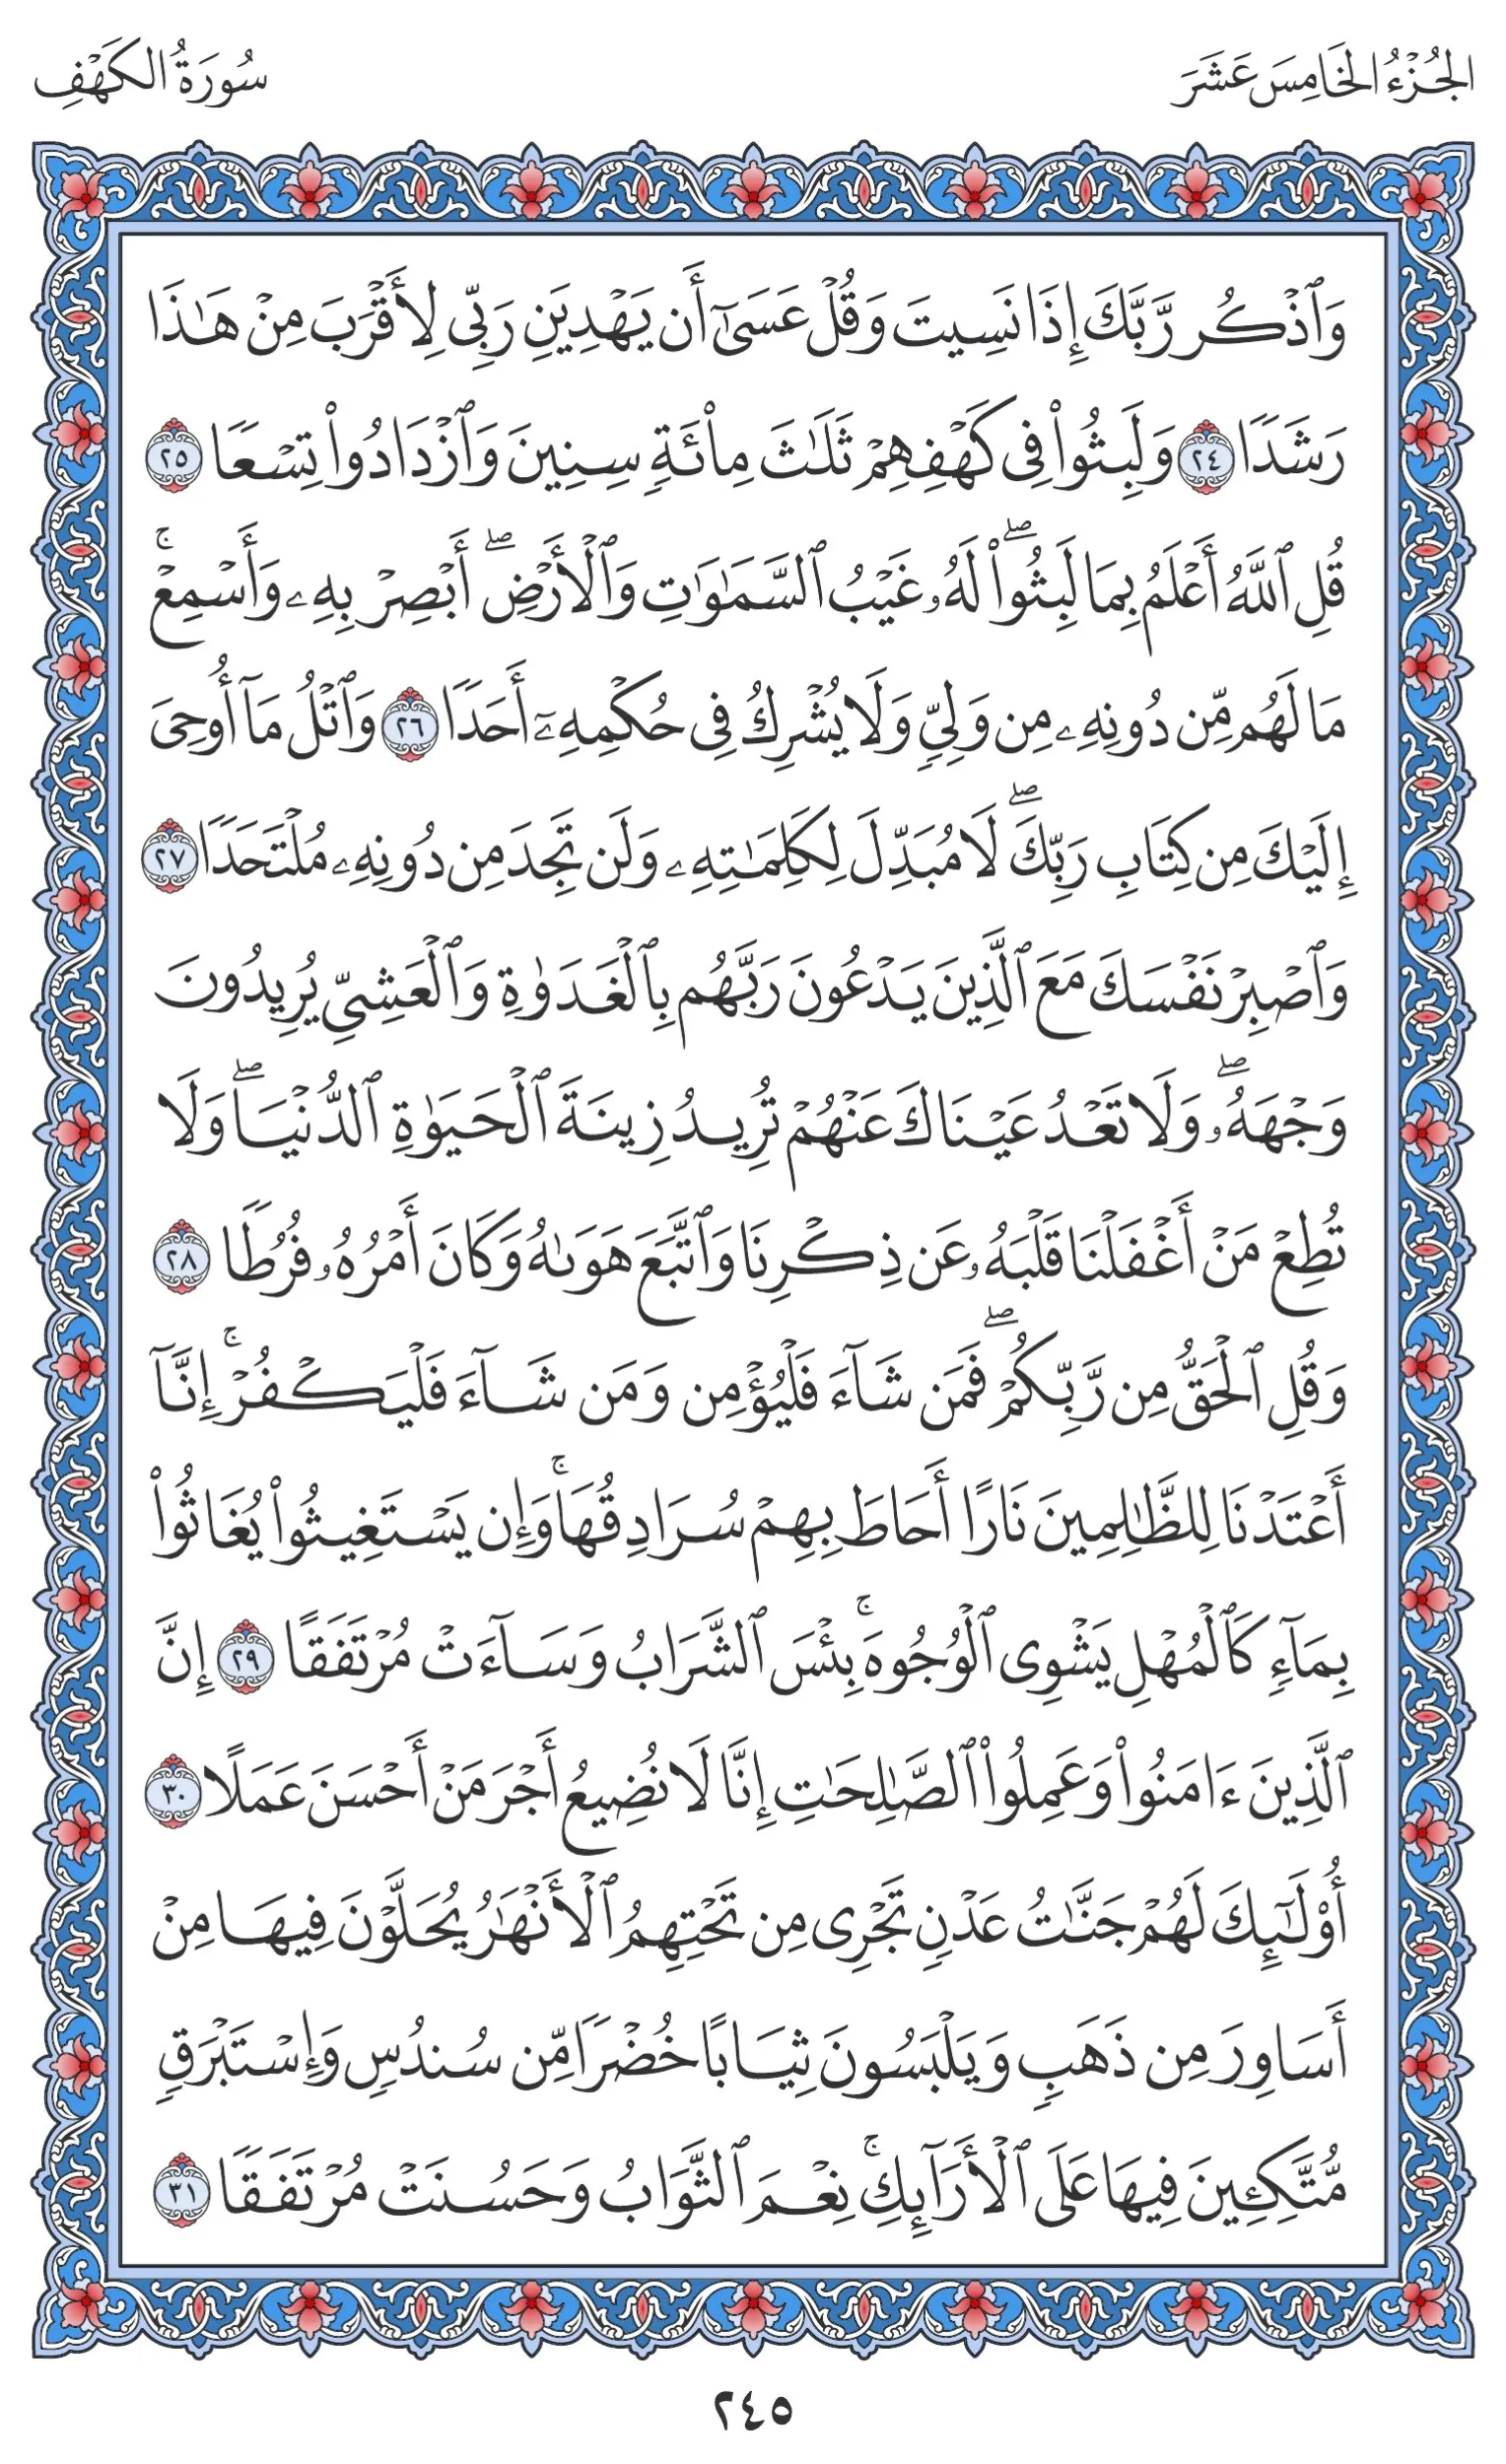 الجُزْءُ الخَامِسَ عَشَرَ
سُورَةُ الكَهْفِ
وَٱذْكُر رَّبَّكَ إِذَا نَسِيتَ وَقُلْ عَسَىٰٓ أَن يَهْدِيَنِ رَبِّى لِأَقْرَبَ مِنْ هَٰذَا
رَشَدًا ٢٤ وَلَبِثُوا۟ فِى كَهْفِهِمْ ثَلَٰثَ مِا۟ئَةٍ سِنِينَ وَٱزْدَادُوا۟ تِسْعًا ٢٥
قُلِ ٱللَّهُ أَعْلَمُ بِمَا لَبِثُوا۟ ۖ لَهُۥ غَيْبُ ٱلسَّمَٰوَٰتِ وَٱلْأَرْضِ ۖ أَبْصِرْ بِهِۦ وَأَسْمِعْ ۚ
مَا لَهُم مِّن دُونِهِۦ مِن وَلِىٍّ وَلَا يُشْرِكُ فِى حُكْمِهِۦٓ أَحَدًا ٢٦ وَٱتْلُ مَآ أُوحِىَ
إِلَيْكَ مِن كِتَابِ رَبِّكَ ۖ لَا مُبَدِّلَ لِكَلِمَٰتِهِۦ وَلَن تَجِدَ مِن دُونِهِۦ مُلْتَحَدًا ٢٧
وَٱصْبِرْ نَفْسَكَ مَعَ ٱلَّذِينَ يَدْعُونَ رَبَّهُم بِٱلْغَدَوٰةِ وَٱلْعَشِىِّ يُرِيدُونَ
وَجْهَهُۥ ۖ وَلَا تَعْدُ عَيْنَاكَ عَنْهُمْ تُرِيدُ زِينَةَ ٱلْحَيَوٰةِ ٱلدُّنْيَا ۖ وَلَا
تُطِعْ مَنْ أَغْفَلْنَا قَلْبَهُۥ عَن ذِكْرِنَا وَٱتَّبَعَ هَوَىٰهُ وَكَانَ أَمْرُهُۥ فُرُطًا ٢٨
وَقُلِ ٱلْحَقُّ مِن رَّبِّكُمْ ۖ فَمَن شَآءَ فَلْيُؤْمِن وَمَن شَآءَ فَلْيَكْفُرْ ۚ إِنَّآ
أَعْتَدْنَا لِلظَّٰلِمِينَ نَارًا أَحَاطَ بِهِمْ سُرَادِقُهَا ۚ وَإِن يَسْتَغِيثُوا۟ يُغَاثُوا۟
بِمَآءٍ كَٱلْمُهْلِ يَشْوِى ٱلْوُجُوهَ ۚ بِئْسَ ٱلشَّرَابُ وَسَآءَتْ مُرْتَفَقًا ٢٩ إِنَّ
ٱلَّذِينَ ءَامَنُوا۟ وَعَمِلُوا۟ ٱلصَّٰلِحَٰتِ إِنَّا لَا نُضِيعُ أَجْرَ مَنْ أَحْسَنَ عَمَلًا ٣٠
أُو۟لَٰٓئِكَ لَهُمْ جَنَّٰتُ عَدْنٍ تَجْرِى مِن تَحْتِهِمُ ٱلْأَنْهَٰرُ يُحَلَّوْنَ فِيهَا مِنْ
أَسَاوِرَ مِن ذَهَبٍ وَيَلْبَسُونَ ثِيَابًا خُضْرًا مِّن سُندُسٍ وَإِسْتَبْرَقٍ
مُّتَّكِـِٔينَ فِيهَا عَلَى ٱلْأَرَآئِكِ ۚ نِعْمَ ٱلثَّوَابُ وَحَسُنَتْ مُرْتَفَقًا ٣١
٢٤٥